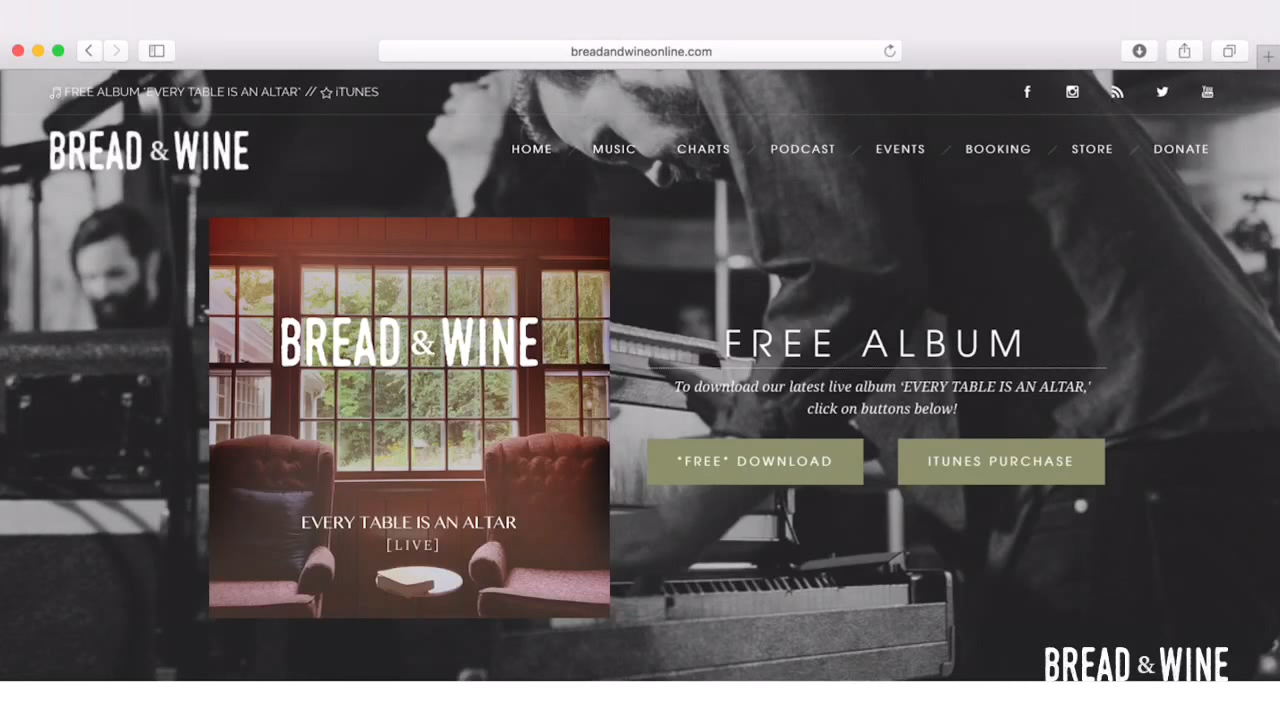 breadandwineonline.com
FREE ALBUM "EVERY TABLE IS AN ALTAR" // iTUNES
BREAD & WINE
HOME / MUSIC / CHARTS / PODCAST / EVENTS / BOOKING / STORE / DONATE
BREAD & WINE
EVERY TABLE IS AN ALTAR
[LIVE]
FREE ALBUM
To download our latest live album ‘EVERY TABLE IS AN ALTAR,’
click on buttons below!
*FREE* DOWNLOAD
ITUNES PURCHASE
BREAD & WINE